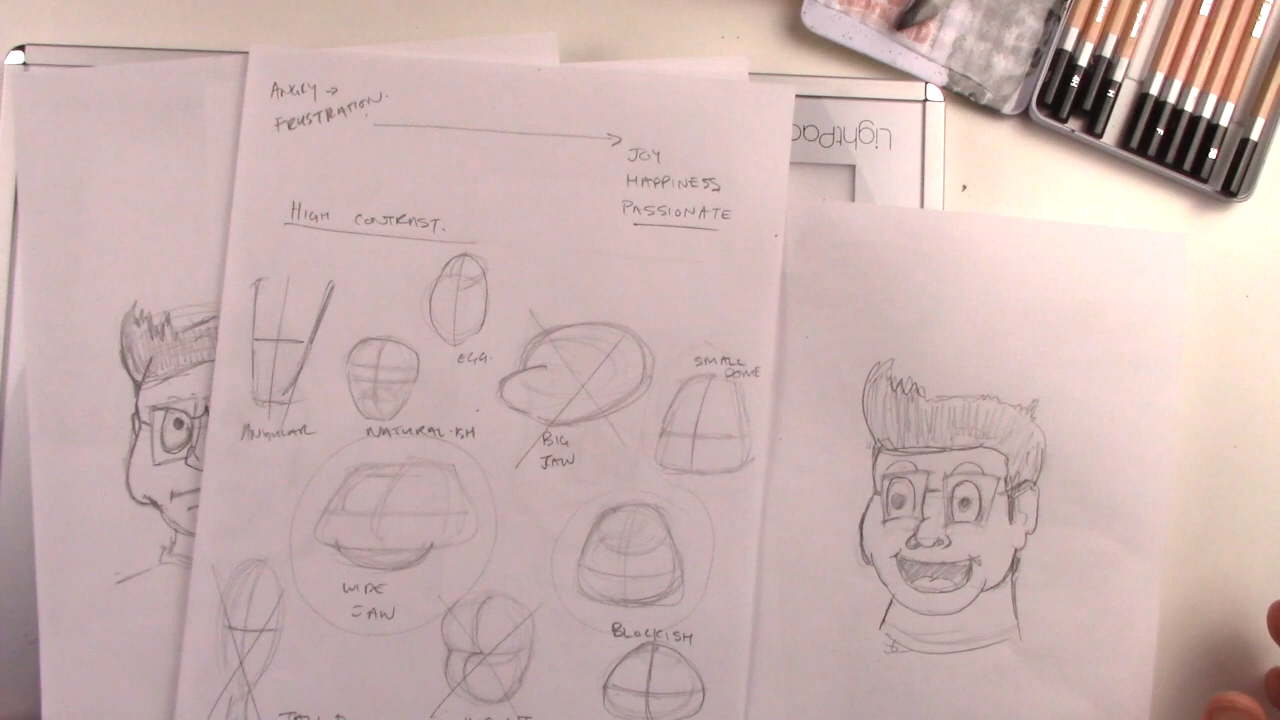 ANGRY →
FRUSTRATION.
JOY
HAPPINESS
PASSIONATE
LightPad
HIGH CONTRAST.
EGG.
SMALL
DOME
ANGULAR
NATURAL-ISH
BIG
JAW
WIDE
JAW
BLOCKISH